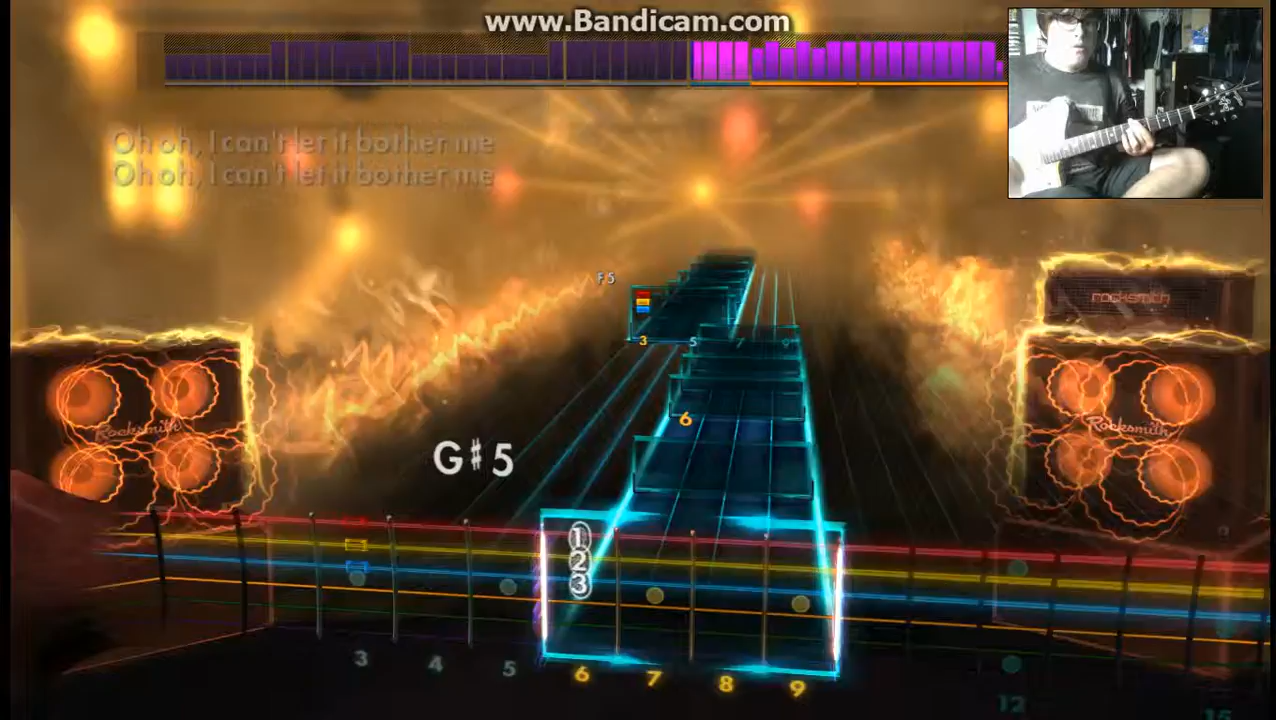 www.Bandicam.com
Oh oh, I can't let it bother me
Oh oh, I can't let it bother me
rocksmith
F5
3 5 7 9
6
G#5
Rocksmith
Rocksmith
1
2
3
3 4 5 6 7 8 9 12 15